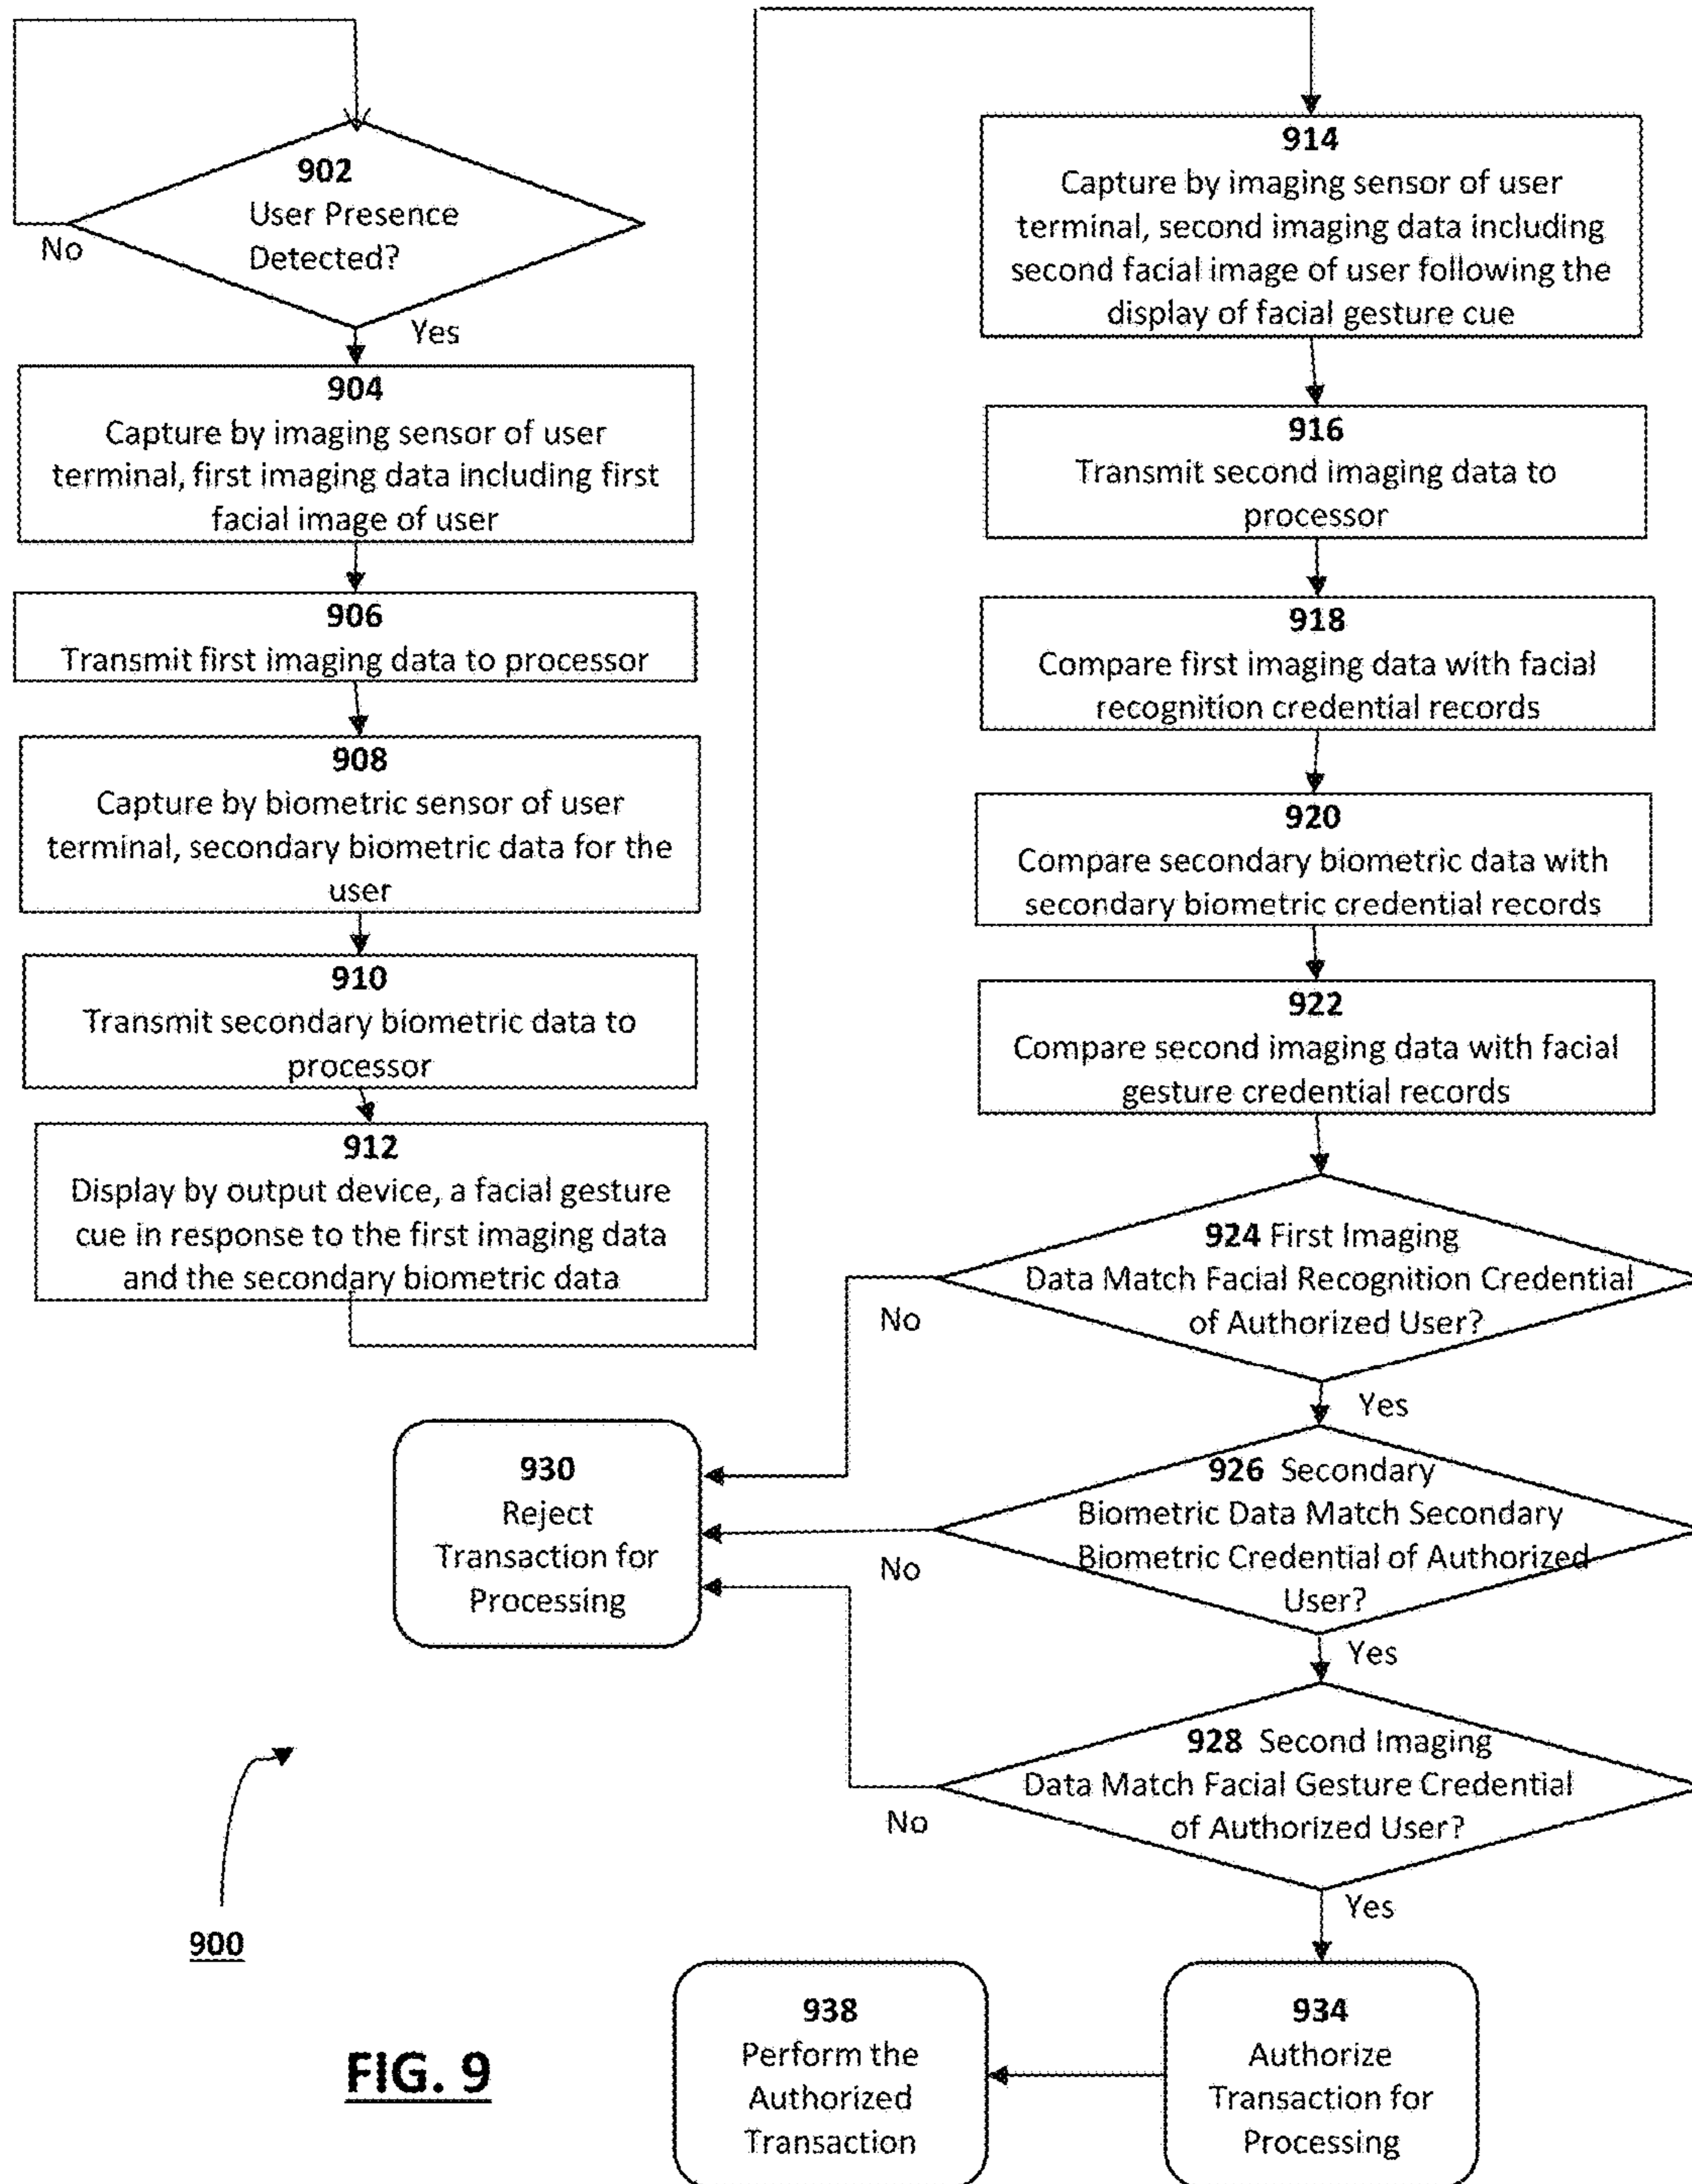 902
User Presence
Detected?
No
Yes
904
Capture by imaging sensor of user
terminal, first imaging data including first
facial image of user
906
Transmit first imaging data to processor
908
Capture by biometric sensor of user
terminal, secondary biometric data for the
user
910
Transmit secondary biometric data to
processor
912
Display by output device, a facial gesture
cue in response to the first imaging data
and the secondary biometric data
914
Capture by imaging sensor of user
terminal, second imaging data including
second facial image of user following the
display of facial gesture cue
916
Transmit second imaging data to
processor
918
Compare first imaging data with facial
recognition credential records
920
Compare secondary biometric data with
secondary biometric credential records
922
Compare second imaging data with facial
gesture credential records
924 First Imaging
Data Match Facial Recognition Credential
of Authorized User?
No
Yes
926 Secondary
Biometric Data Match Secondary
Biometric Credential of Authorized
User?
No
Yes
928 Second Imaging
Data Match Facial Gesture Credential
of Authorized User?
No
Yes
930
Reject
Transaction for
Processing
934
Authorize
Transaction for
Processing
938
Perform the
Authorized
Transaction
900
FIG. 9